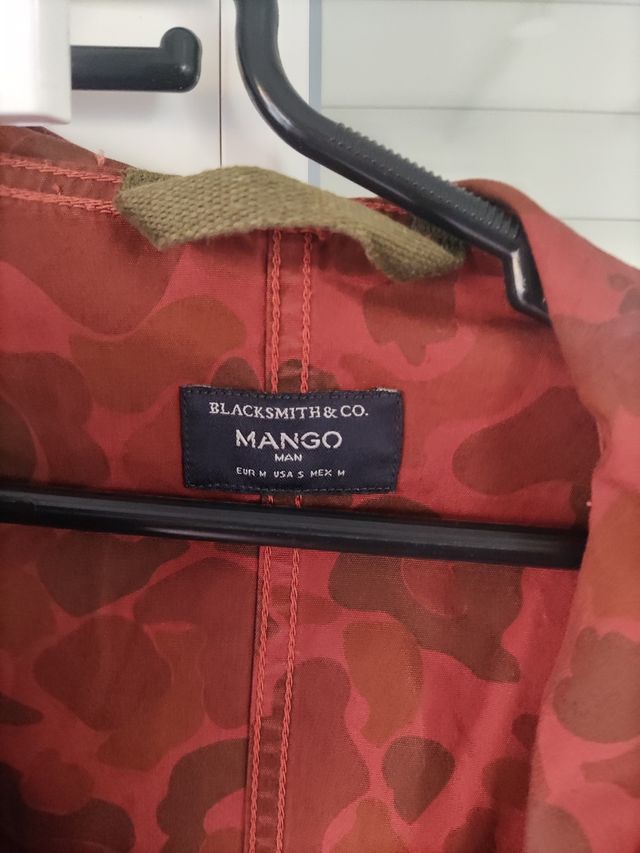 BLACKSMITH & CO.
MANGO
MAN
EUR M USA S MEX M